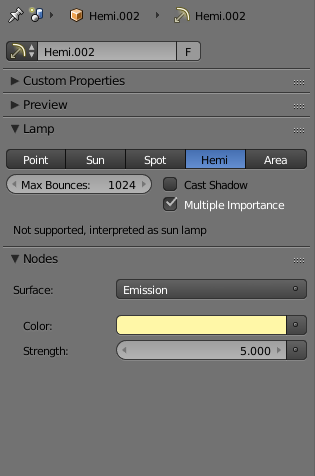 Hemi.002 Hemi.002
Hemi.002 F
Custom Properties
Preview
Lamp
Point Sun Spot Hemi Area
Max Bounces: 1024 Cast Shadow
Multiple Importance
Not supported, interpreted as sun lamp
Nodes
Surface: Emission
Color:
Strength: 5.000